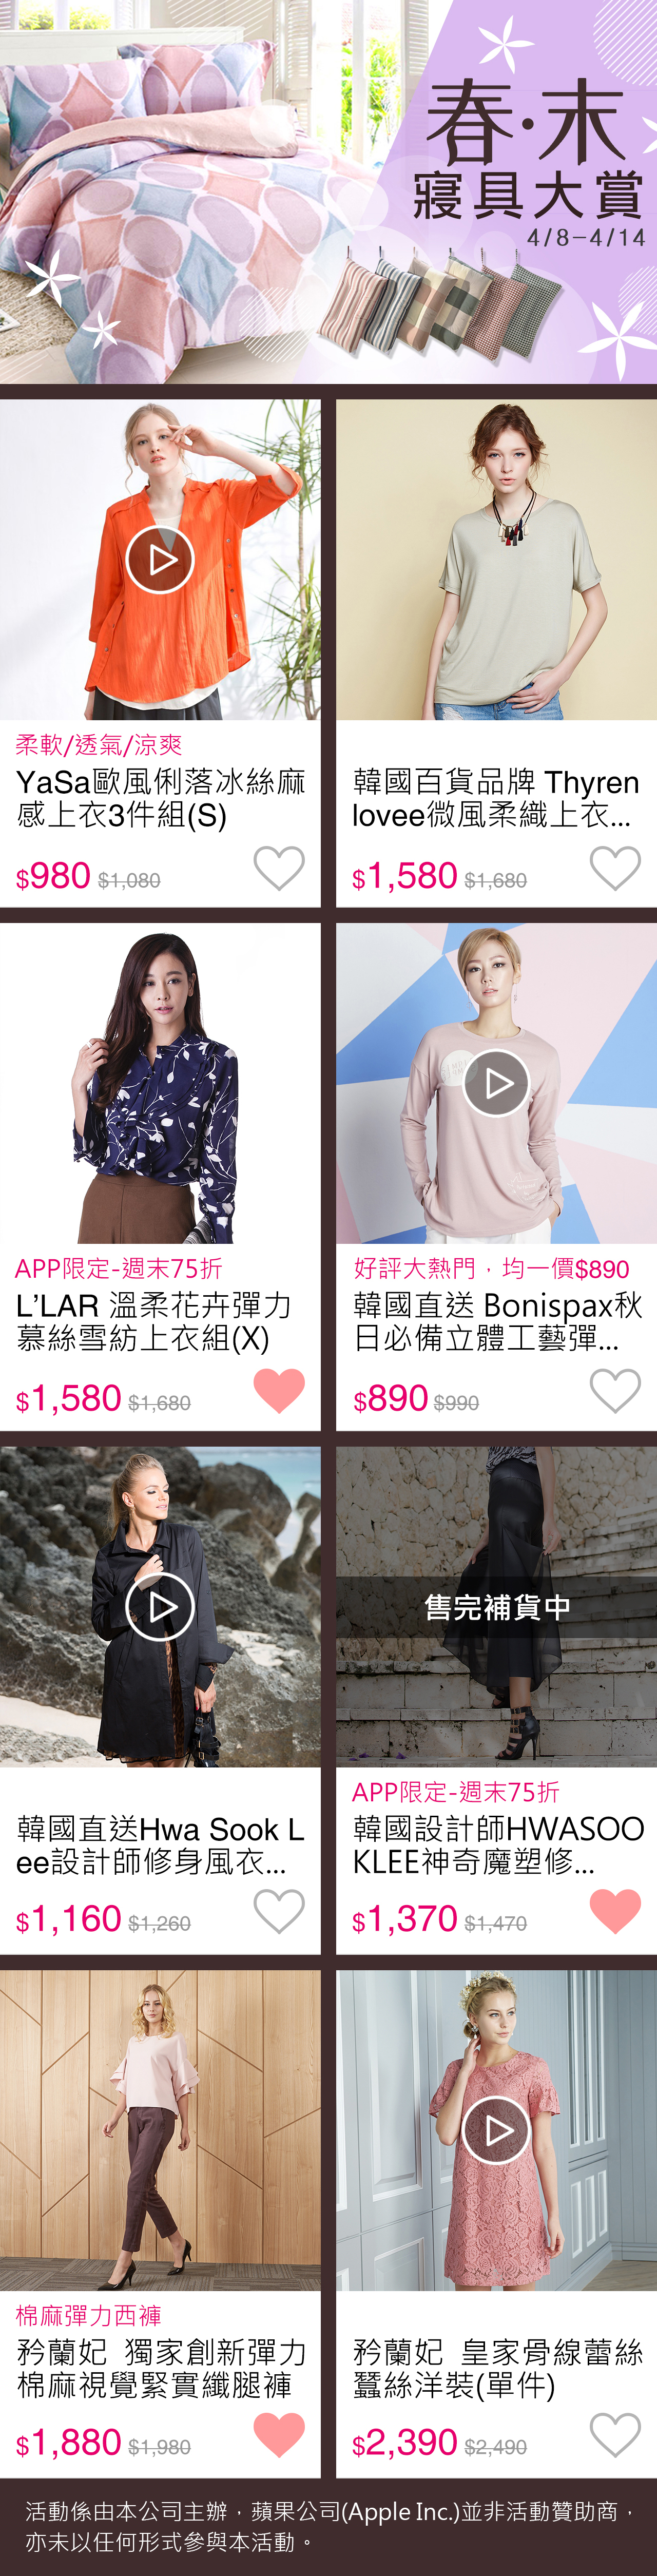 春·末
寢具大賞
4/8-4/14
柔軟/透氣/涼爽
YaSa歐風俐落冰絲麻
感上衣3件組(S)
$980 $1,080
韓國百貨品牌 Thyren
lovee微風柔織上衣...
$1,580 $1,680
APP限定-週末75折
L’LAR 溫柔花卉彈力
慕絲雪紡上衣組(X)
$1,580 $1,680
好評大熱門，均一價$890
韓國直送 Bonispax秋
日必備立體工藝彈...
$890 $990
韓國直送Hwa Sook L
ee設計師修身風衣...
$1,160 $1,260
售完補貨中
APP限定-週末75折
韓國設計師HWASOO
KLEE神奇魔塑修...
$1,370 $1,470
棉麻彈力西褲
矜蘭妃 獨家創新彈力
棉麻視覺緊實纖腿褲
$1,880 $1,980
矜蘭妃 皇家骨線蕾絲
蠶絲洋裝(單件)
$2,390 $2,490
活動係由本公司主辦，蘋果公司(Apple Inc.)並非活動贊助商，
亦未以任何形式參與本活動。